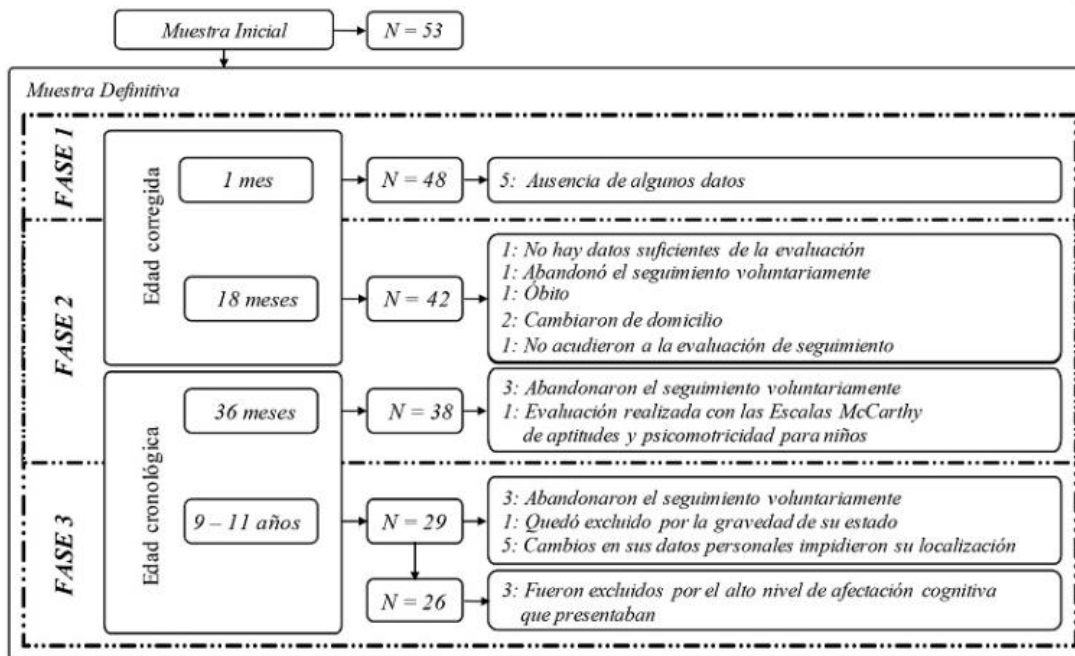 Muestra Inicial
N = 53
Muestra Definitiva
FASE 1
Edad corregida
1 mes
N = 48
5: Ausencia de algunos datos
FASE 2
18 meses
N = 42
1: No hay datos suficientes de la evaluación
1: Abandonó el seguimiento voluntariamente
1: Óbito
2: Cambiaron de domicilio
1: No acudieron a la evaluación de seguimiento
Edad cronológica
36 meses
N = 38
3: Abandonaron el seguimiento voluntariamente
1: Evaluación realizada con las Escalas McCarthy
de aptitudes y psicomotricidad para niños
FASE 3
9 – 11 años
N = 29
3: Abandonaron el seguimiento voluntariamente
1: Quedó excluido por la gravedad de su estado
5: Cambios en sus datos personales impidieron su localización
N = 26
3: Fueron excluidos por el alto nivel de afectación cognitiva
que presentaban